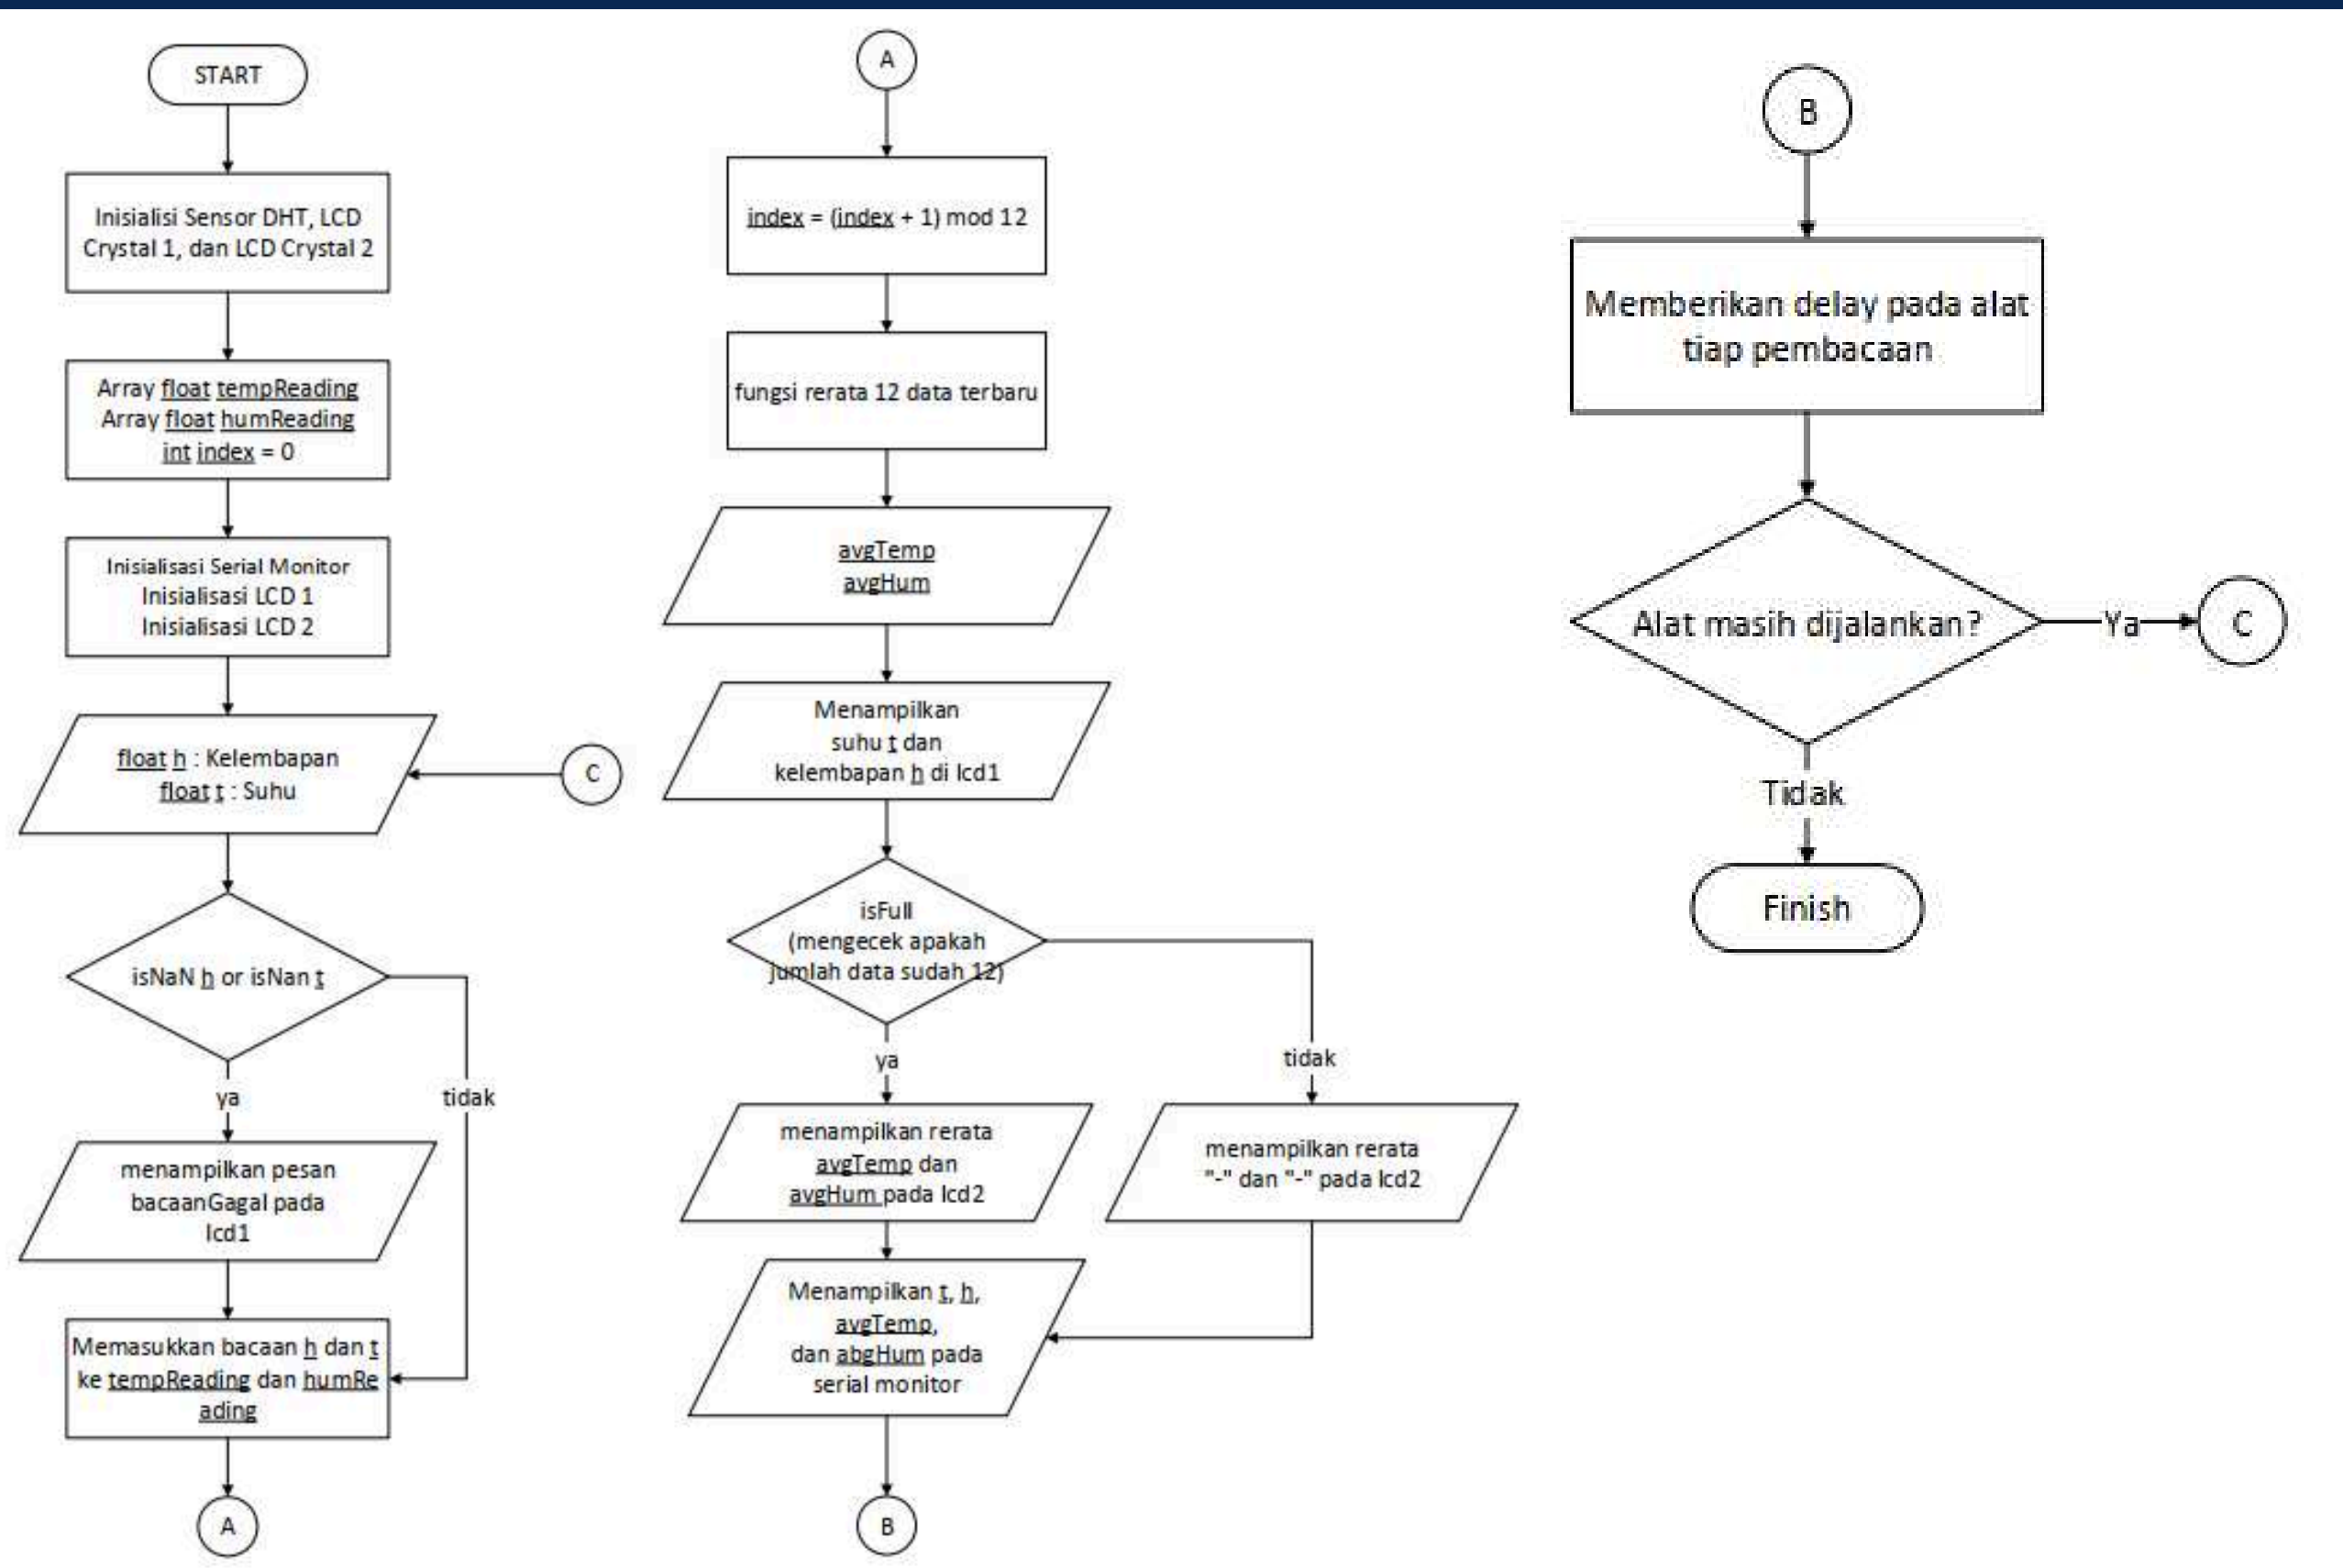 START
Inisialisi Sensor DHT, LCD
Crystal 1, dan LCD Crystal 2
Array float tempReading
Array float humReading
int index = 0
Inisialisasi Serial Monitor
Inisialisasi LCD 1
Inisialisasi LCD 2
float h : Kelembapan
float t : Suhu
C
isNaN h or isNan t
ya
tidak
menampilkan pesan
bacaanGagal pada
lcd1
Memasukkan bacaan h dan t
ke tempReading dan humRe
ading
A
A
index = (index + 1) mod 12
fungsi rerata 12 data terbaru
avgTemp
avgHum
Menampilkan
suhu t dan
kelembapan h di lcd1
isFull
(mengecek apakah
jumlah data sudah 12)
ya
tidak
menampilkan rerata
avgTemp dan
avgHum pada lcd2
menampilkan rerata
"-" dan "-" pada lcd2
Menampilkan t, h,
avgTemp,
dan abgHum pada
serial monitor
B
B
Memberikan delay pada alat
tiap pembacaan
Alat masih dijalankan?
Ya
C
Tidak
Finish